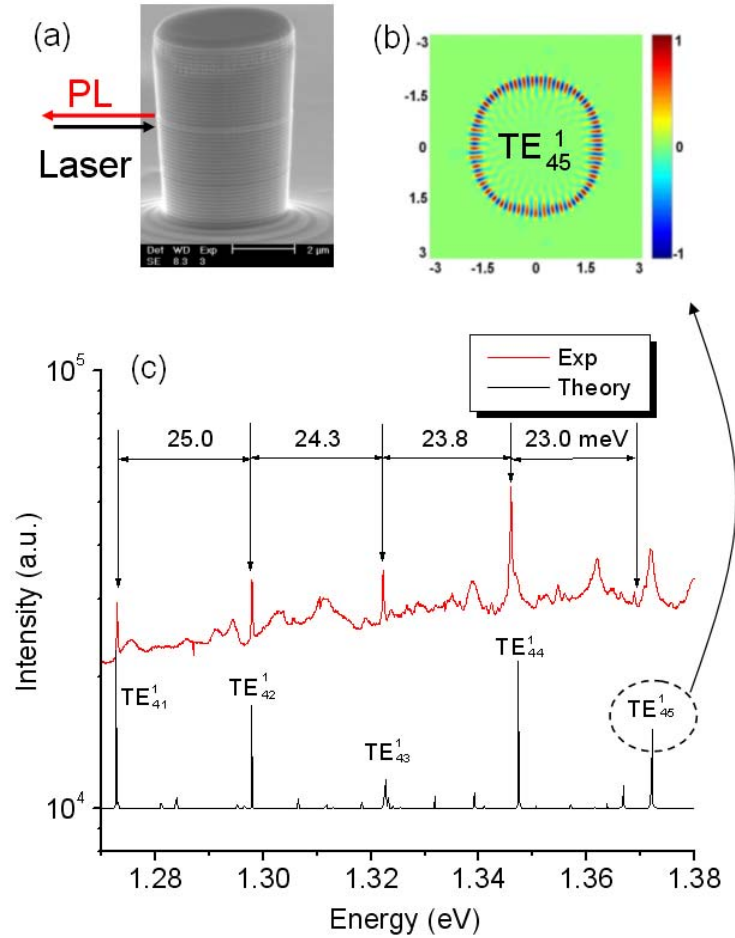 (a)
PL
Laser
Det WD Exp
SE 8.3 3
2 µm
(b)
-3
-1.5
0
1.5
3
-3 -1.5 0 1.5 3
TE¹₄₅
1
0
-1
(c)
Exp
Theory
25.0 24.3 23.8 23.0 meV
10⁵
10⁴
Intensity (a.u.)
TE¹₄₁
TE¹₄₂
TE¹₄₃
TE¹₄₄
TE¹₄₅
1.28 1.30 1.32 1.34 1.36 1.38
Energy (eV)